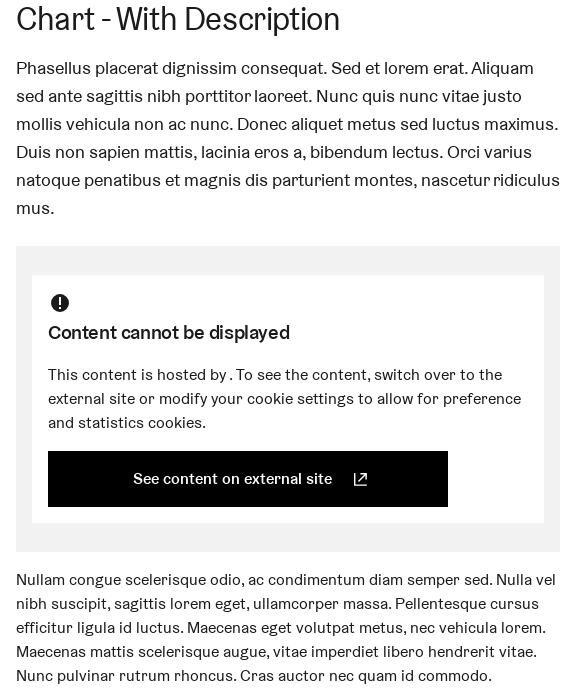 Chart - With Description
Phasellus placerat dignissim consequat. Sed et lorem erat. Aliquam
sed ante sagittis nibh porttitor laoreet. Nunc quis nunc vitae justo
mollis vehicula non ac nunc. Donec aliquet metus sed luctus maximus.
Duis non sapien mattis, lacinia eros a, bibendum lectus. Orci varius
natoque penatibus et magnis dis parturient montes, nascetur ridiculus
mus.
Content cannot be displayed
This content is hosted by . To see the content, switch over to the
external site or modify your cookie settings to allow for preference
and statistics cookies.
See content on external site
Nullam congue scelerisque odio, ac condimentum diam semper sed. Nulla vel
nibh suscipit, sagittis lorem eget, ullamcorper massa. Pellentesque cursus
efficitur ligula id luctus. Maecenas eget volutpat metus, nec vehicula lorem.
Maecenas mattis scelerisque augue, vitae imperdiet libero hendrerit vitae.
Nunc pulvinar rutrum rhoncus. Cras auctor nec quam id commodo.